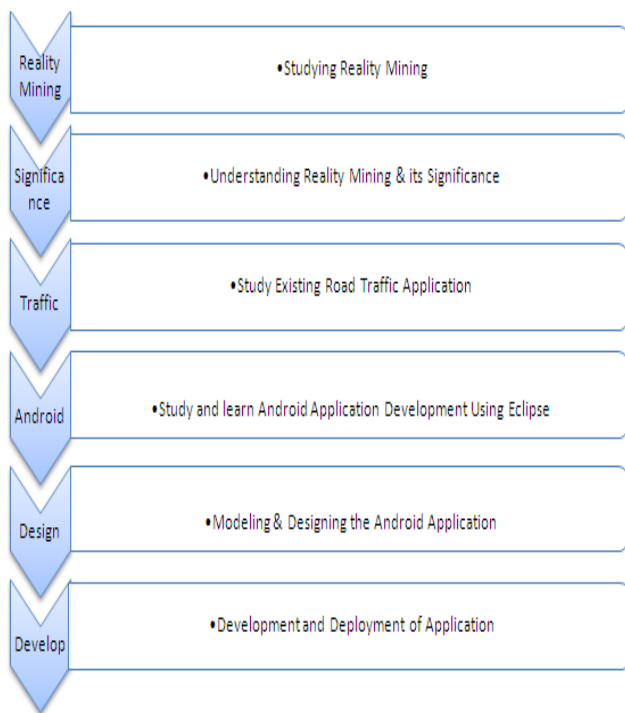 Reality
Mining
•Studying Reality Mining
Significa
nce
•Understanding Reality Mining & its Significance
Traffic
•Study Existing Road Traffic Application
Android
•Study and learn Android Application Development Using Eclipse
Design
•Modeling & Designing the Android Application
Develop
•Development and Deployment of Application